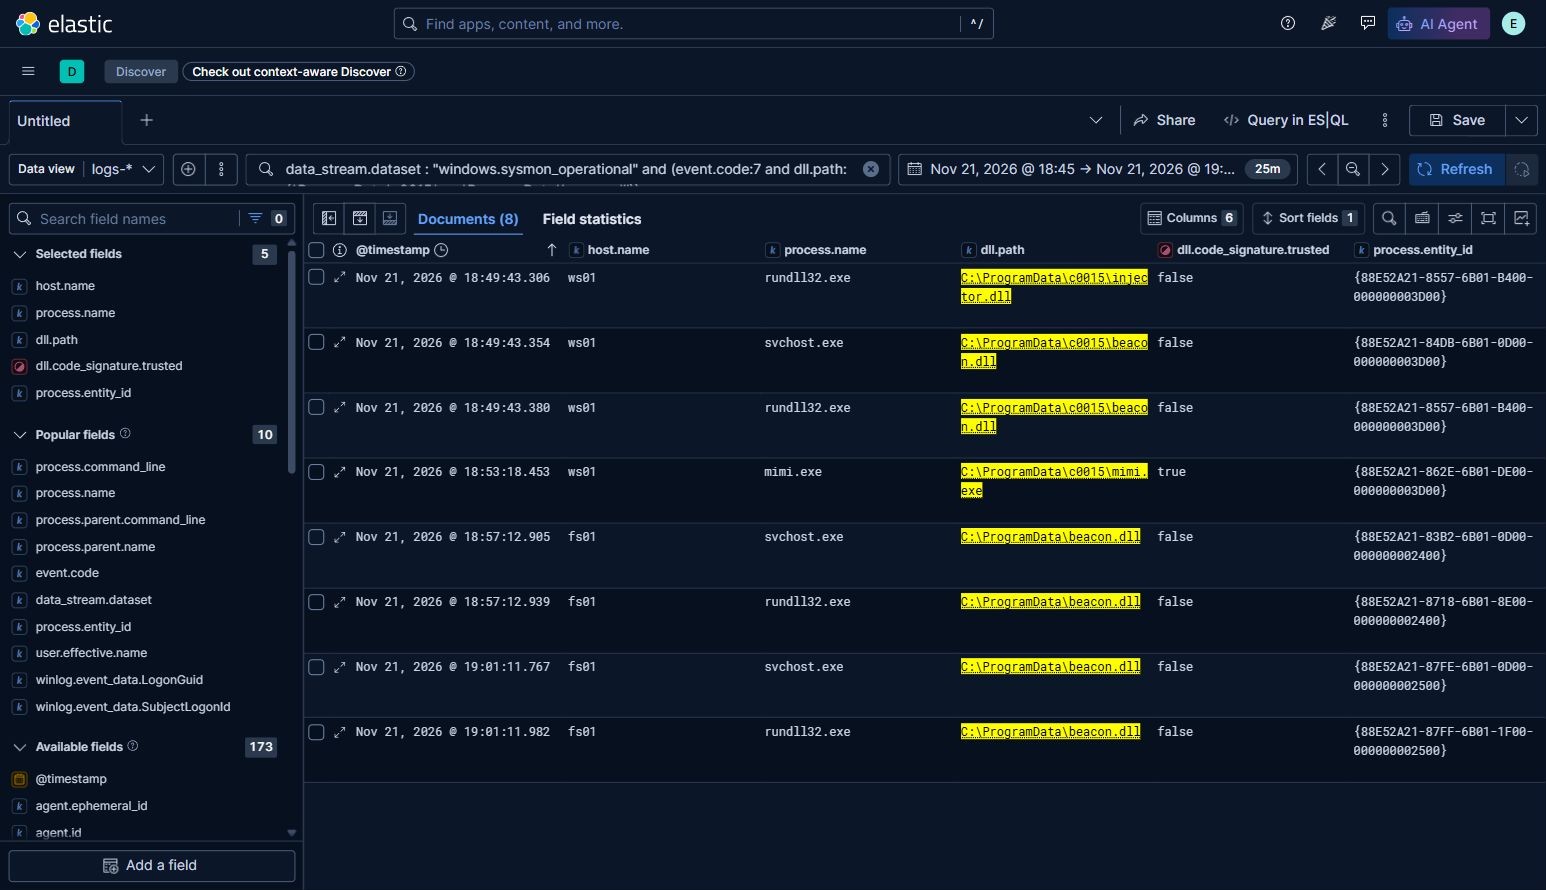 elastic
Find apps, content, and more.
^/
AI Agent
E
D
Discover
Check out context-aware Discover
Untitled
Share
Query in ES|QL
Save
Data view
logs-*
data_stream.dataset : "windows.sysmon_operational" and (event.code:7 and dll.path:
Nov 21, 2026 @ 18:45 → Nov 21, 2026 @ 19:...
25m
Refresh
Search field names
0
Documents (8)
Field statistics
Columns 6
Sort fields 1
Selected fields
5
host.name
process.name
dll.path
dll.code_signature.trusted
process.entity_id
Popular fields
10
process.command_line
process.name
process.parent.command_line
process.parent.name
event.code
data_stream.dataset
process.entity_id
user.effective.name
winlog.event_data.LogonGuid
winlog.event_data.SubjectLogonId
Available fields
173
@timestamp
agent.ephemeral_id
agent.id
Add a field
@timestamp
host.name
process.name
dll.path
dll.code_signature.trusted
process.entity_id
Nov 21, 2026 @ 18:49:43.306
ws01
rundll32.exe
C:\ProgramData\c0015\injec
tor.dll
false
{88E52A21-8557-6B01-B400-
000000003D00}
Nov 21, 2026 @ 18:49:43.354
ws01
svchost.exe
C:\ProgramData\c0015\beaco
n.dll
false
{88E52A21-84DB-6B01-0D00-
000000003D00}
Nov 21, 2026 @ 18:49:43.380
ws01
rundll32.exe
C:\ProgramData\c0015\beaco
n.dll
false
{88E52A21-8557-6B01-B400-
000000003D00}
Nov 21, 2026 @ 18:53:18.453
ws01
mimi.exe
C:\ProgramData\c0015\mimi.
exe
true
{88E52A21-862E-6B01-DE00-
000000003D00}
Nov 21, 2026 @ 18:57:12.905
fs01
svchost.exe
C:\ProgramData\beacon.dll
false
{88E52A21-83B2-6B01-0D00-
000000002400}
Nov 21, 2026 @ 18:57:12.939
fs01
rundll32.exe
C:\ProgramData\beacon.dll
false
{88E52A21-8718-6B01-8E00-
000000002400}
Nov 21, 2026 @ 19:01:11.767
fs01
svchost.exe
C:\ProgramData\beacon.dll
false
{88E52A21-87FE-6B01-0D00-
000000002500}
Nov 21, 2026 @ 19:01:11.982
fs01
rundll32.exe
C:\ProgramData\beacon.dll
false
{88E52A21-87FF-6B01-1F00-
000000002500}